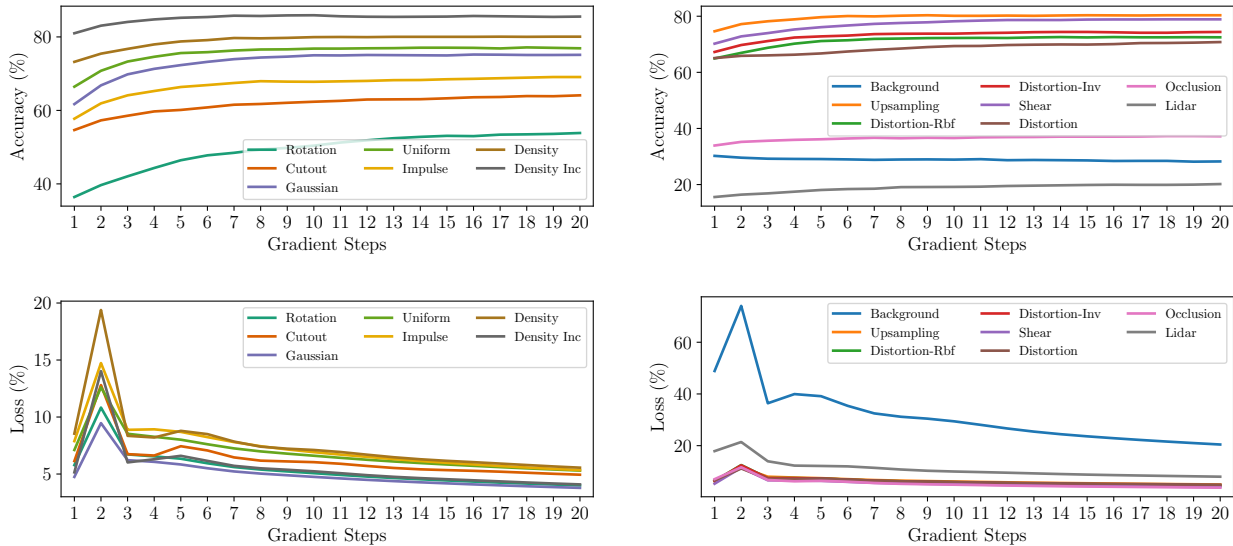 Accuracy (%)
80
60
40
Rotation
Cutout
Gaussian
Uniform
Impulse
Density
Density Inc
1 2 3 4 5 6 7 8 9 10 11 12 13 14 15 16 17 18 19 20
Gradient Steps
Accuracy (%)
80
60
40
20
Background
Upsampling
Distortion-Rbf
Distortion-Inv
Shear
Distortion
Occlusion
Lidar
1 2 3 4 5 6 7 8 9 10 11 12 13 14 15 16 17 18 19 20
Gradient Steps
Loss (%)
20
15
10
5
Rotation
Cutout
Gaussian
Uniform
Impulse
Density
Density Inc
1 2 3 4 5 6 7 8 9 10 11 12 13 14 15 16 17 18 19 20
Gradient Steps
Loss (%)
60
40
20
Background
Upsampling
Distortion-Rbf
Distortion-Inv
Shear
Distortion
Occlusion
Lidar
1 2 3 4 5 6 7 8 9 10 11 12 13 14 15 16 17 18 19 20
Gradient Steps